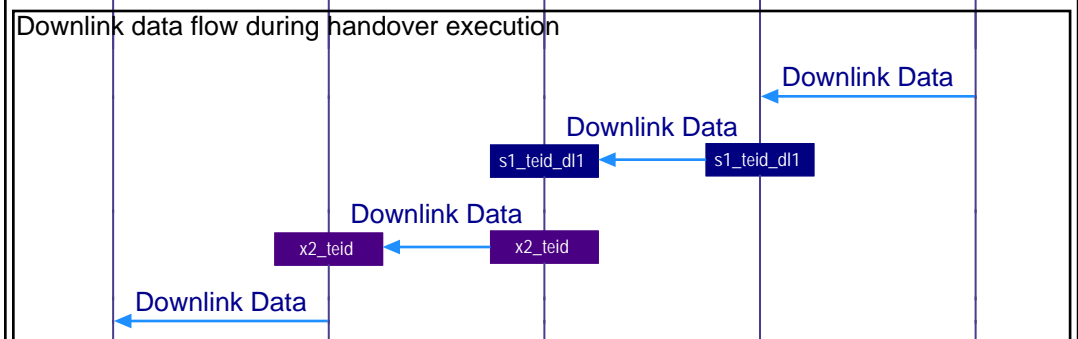 Downlink data flow during handover execution
Downlink Data
Downlink Data
s1_teid_dl1 s1_teid_dl1
Downlink Data
x2_teid x2_teid
Downlink Data